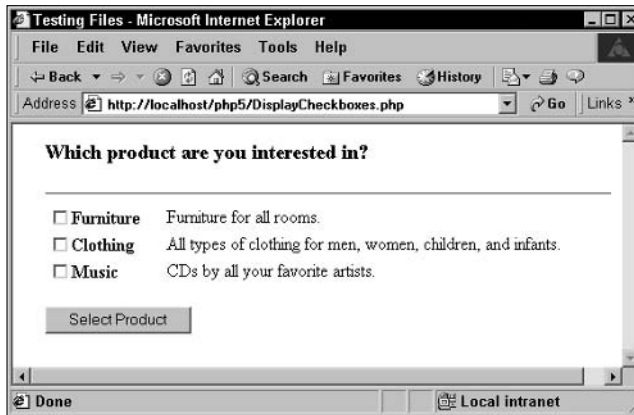 Testing Files - Microsoft Internet Explorer
File Edit View Favorites Tools Help
Back Search Favorites History
Address http://localhost/php5/DisplayCheckboxes.php Go Links »
Which product are you interested in?
Furniture Furniture for all rooms.
Clothing All types of clothing for men, women, children, and infants.
Music CDs by all your favorite artists.
Select Product
Done Local intranet